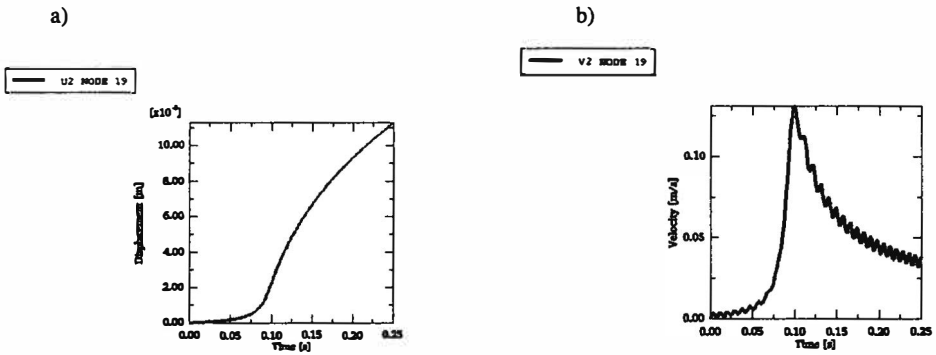 a)
b)
U2 NODE 19
V2 NODE 19
10.00
8.00
6.00
4.00
2.00
0.00
Displacement [m]
0.00 0.05 0.10 0.15 0.20 0.25
Time [s]
0.10
0.05
0.00
Velocity [m/s]
0.00 0.05 0.10 0.15 0.20 0.25
Time [s]